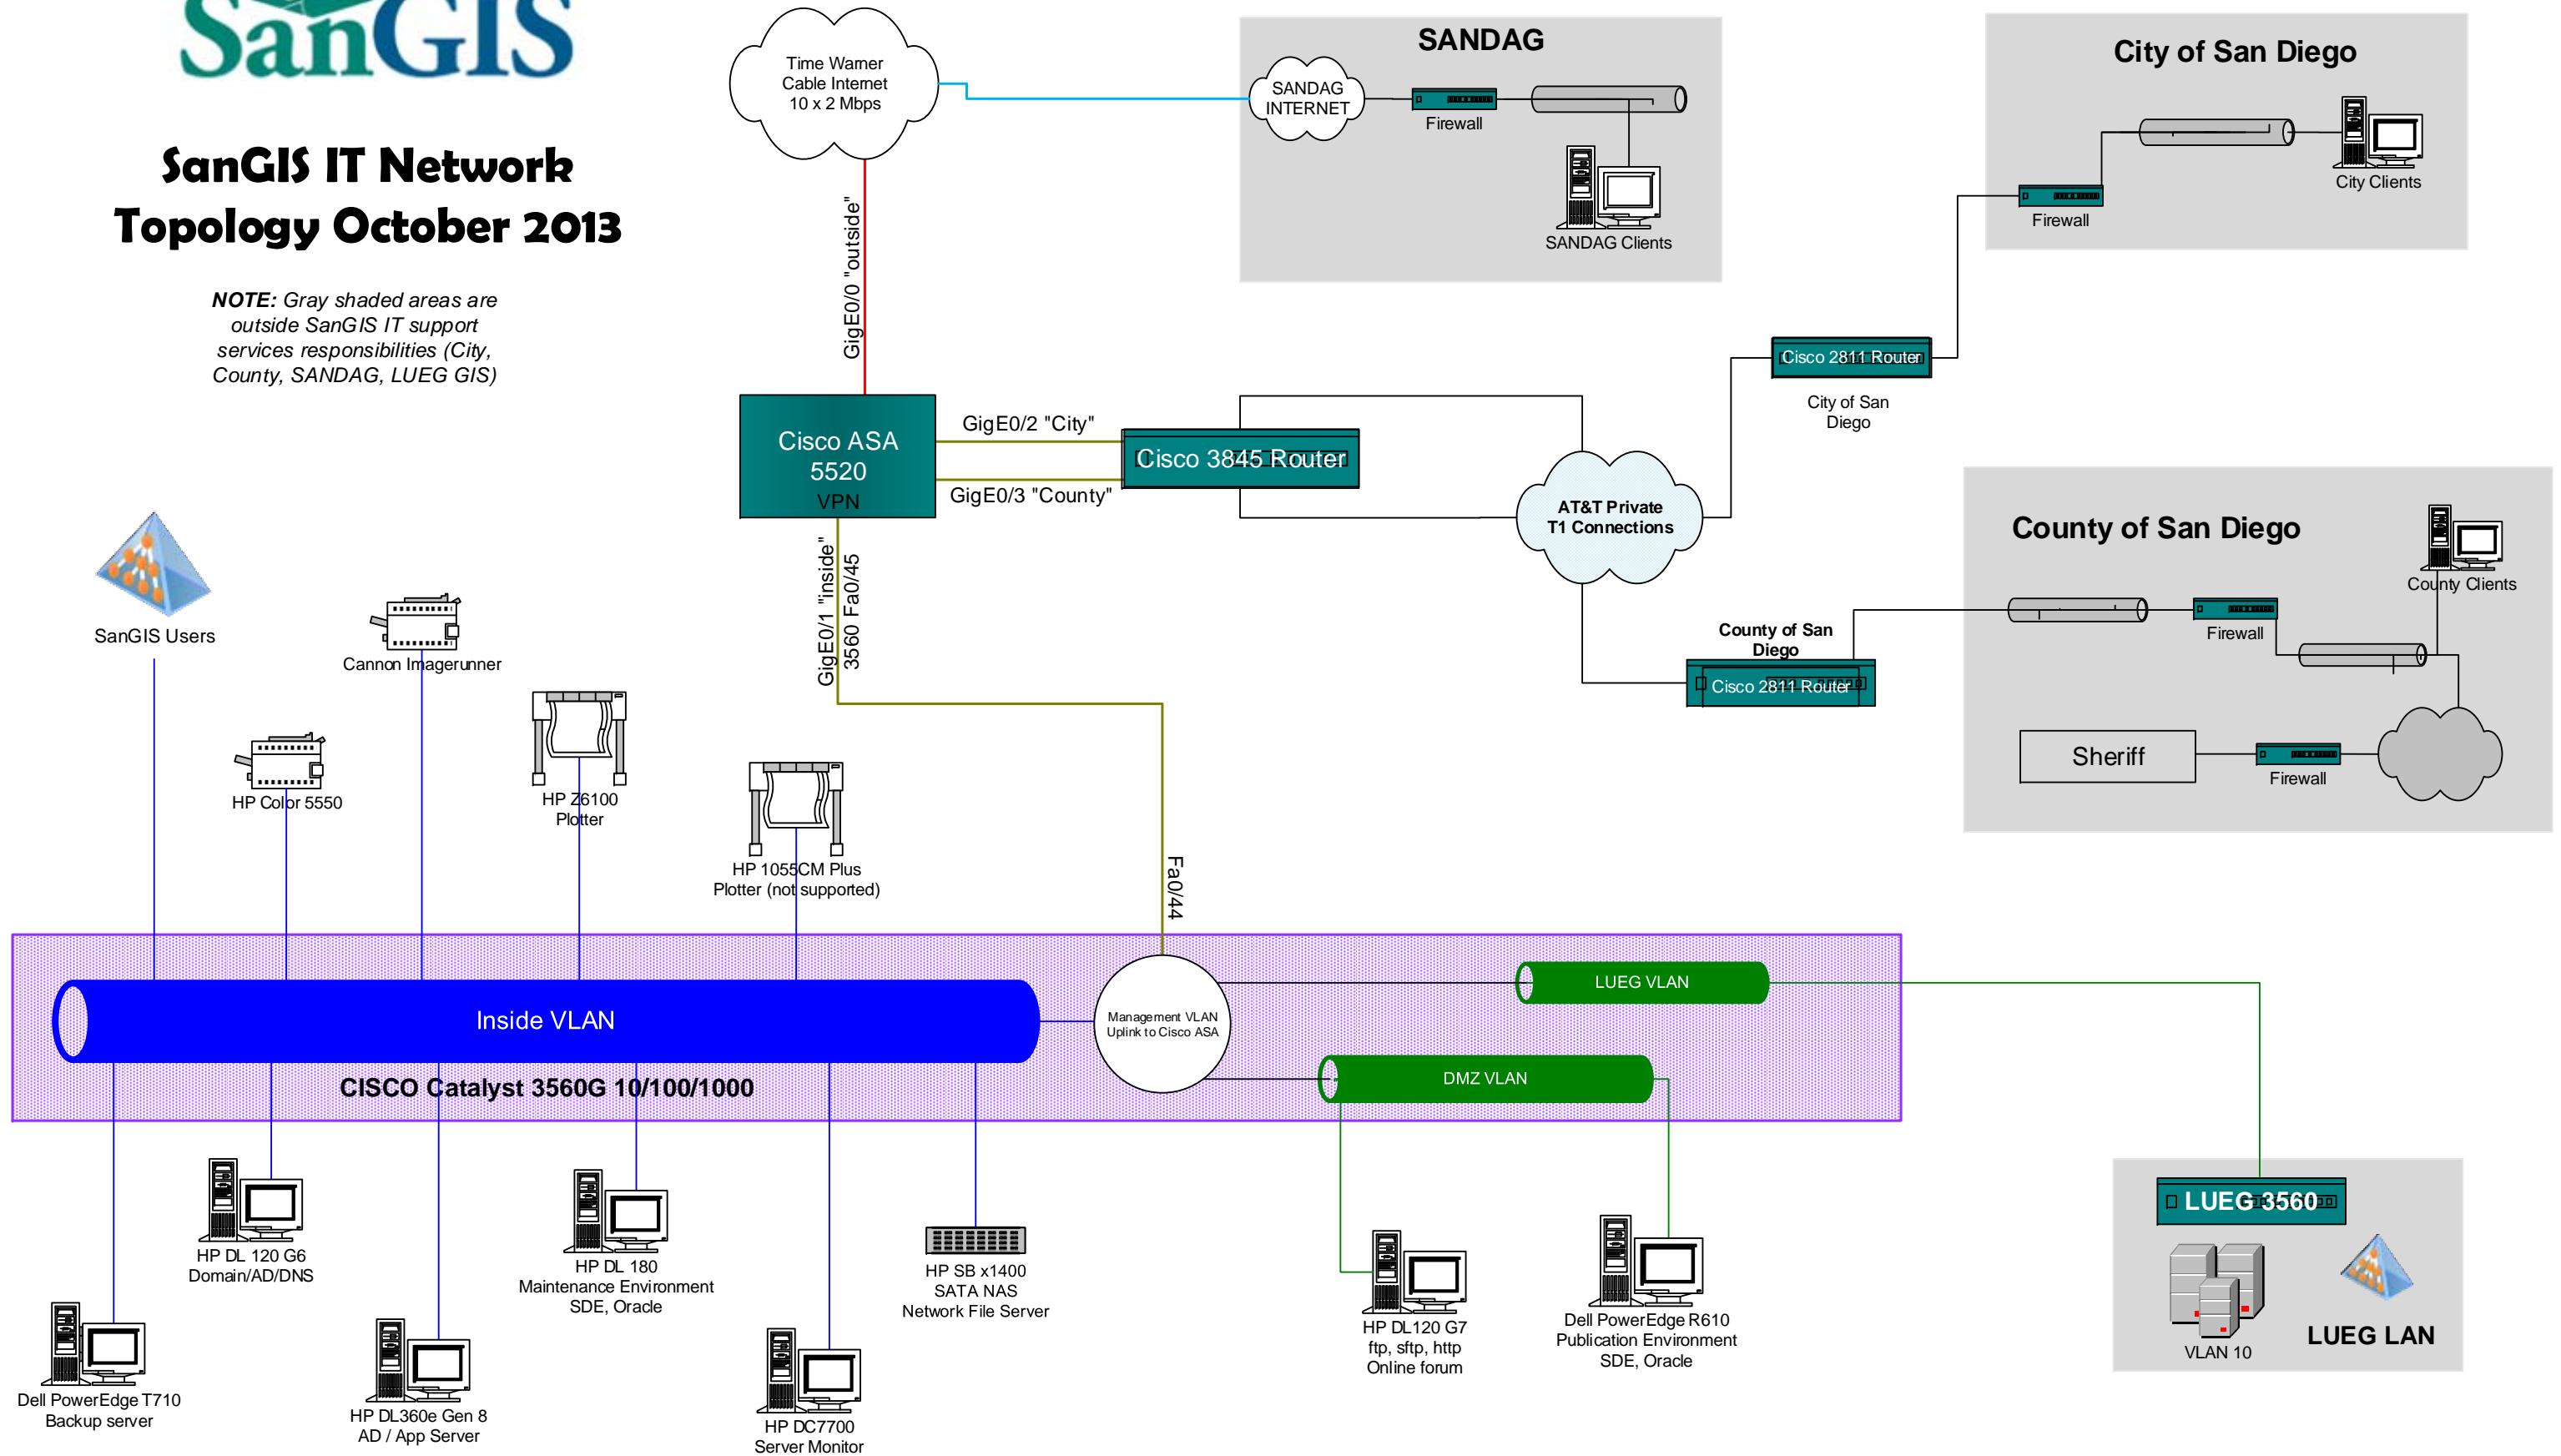 SanGIS
SanGIS IT Network
Topology October 2013
NOTE: Gray shaded areas are
outside SanGIS IT support
services responsibilities (City,
County, SANDAG, LUEG GIS)
Time Warner
Cable Internet
10 x 2 Mbps
SANDAG
SANDAG
INTERNET
Firewall
SANDAG Clients
City of San Diego
City Clients
Firewall
GigE0/0 "outside"
Cisco 2811 Router
City of San
Diego
Cisco ASA
5520
VPN
GigE0/2 "City"
GigE0/3 "County"
Cisco 3845 Router
AT&T Private
T1 Connections
County of San Diego
County Clients
Firewall
Sheriff
Firewall
County of San
Diego
Cisco 2811 Router
GigE0/1 "inside"
3560 Fa0/45
SanGIS Users
Cannon Imagerunner
HP Color 5550
HP Z6100
Plotter
HP 1055CM Plus
Plotter (not supported)
Fa0/44
Inside VLAN
Management VLAN
Uplink to Cisco ASA
LUEG VLAN
DMZ VLAN
CISCO Catalyst 3560G 10/100/1000
HP DL 120 G6
Domain/AD/DNS
HP DL 180
Maintenance Environment
SDE, Oracle
HP SB x1400
SATA NAS
Network File Server
Dell PowerEdge T710
Backup server
HP DL360e Gen 8
AD / App Server
HP DC7700
Server Monitor
HP DL120 G7
ftp, sftp, http
Online forum
Dell PowerEdge R610
Publication Environment
SDE, Oracle
LUEG 3560
VLAN 10
LUEG LAN